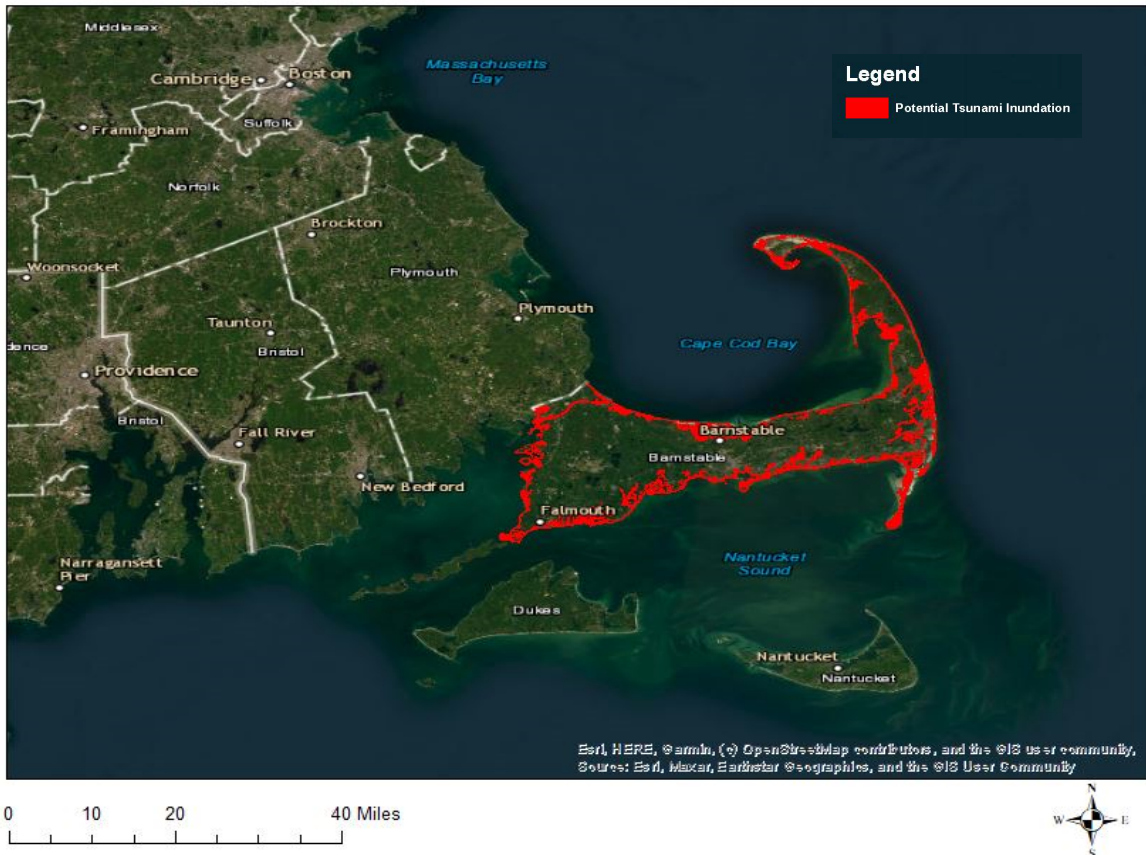 Middlesex
Massachusetts
Bay
Cambridge
Boston
Legend
Potential Tsunami Inundation
Suffolk
Framingham
Norfolk
Brockton
Woonsocket
Plymouth
Plymouth
Taunton
Bristol
Cape Cod Bay
dence
Providence
Bristol
Fall River
Barnstable
Barnstable
New Bedford
Falmouth
Narragansett
Pier
Nantucket
Sound
Dukes
Nantucket
Nantucket
Esri, HERE, Garmin, (c) OpenStreetMap contributors, and the GIS user community,
Source: Esri, Maxar, Earthstar Geographics, and the GIS User Community
0 10 20 40 Miles
N
W E
S